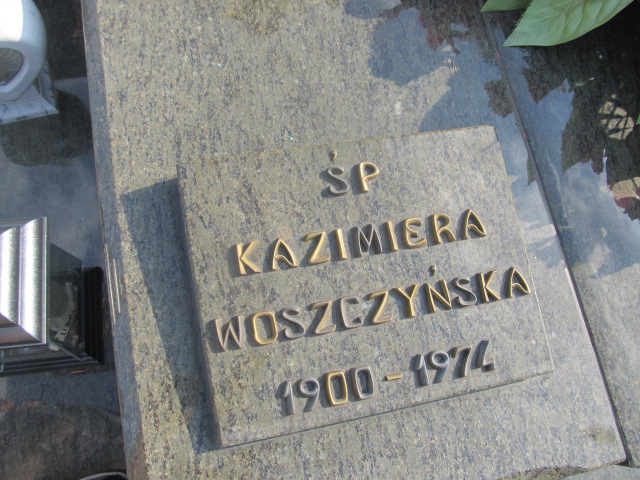 ŚP
KAZIMIERA
WOSZCZYŃSKA
1900-1974